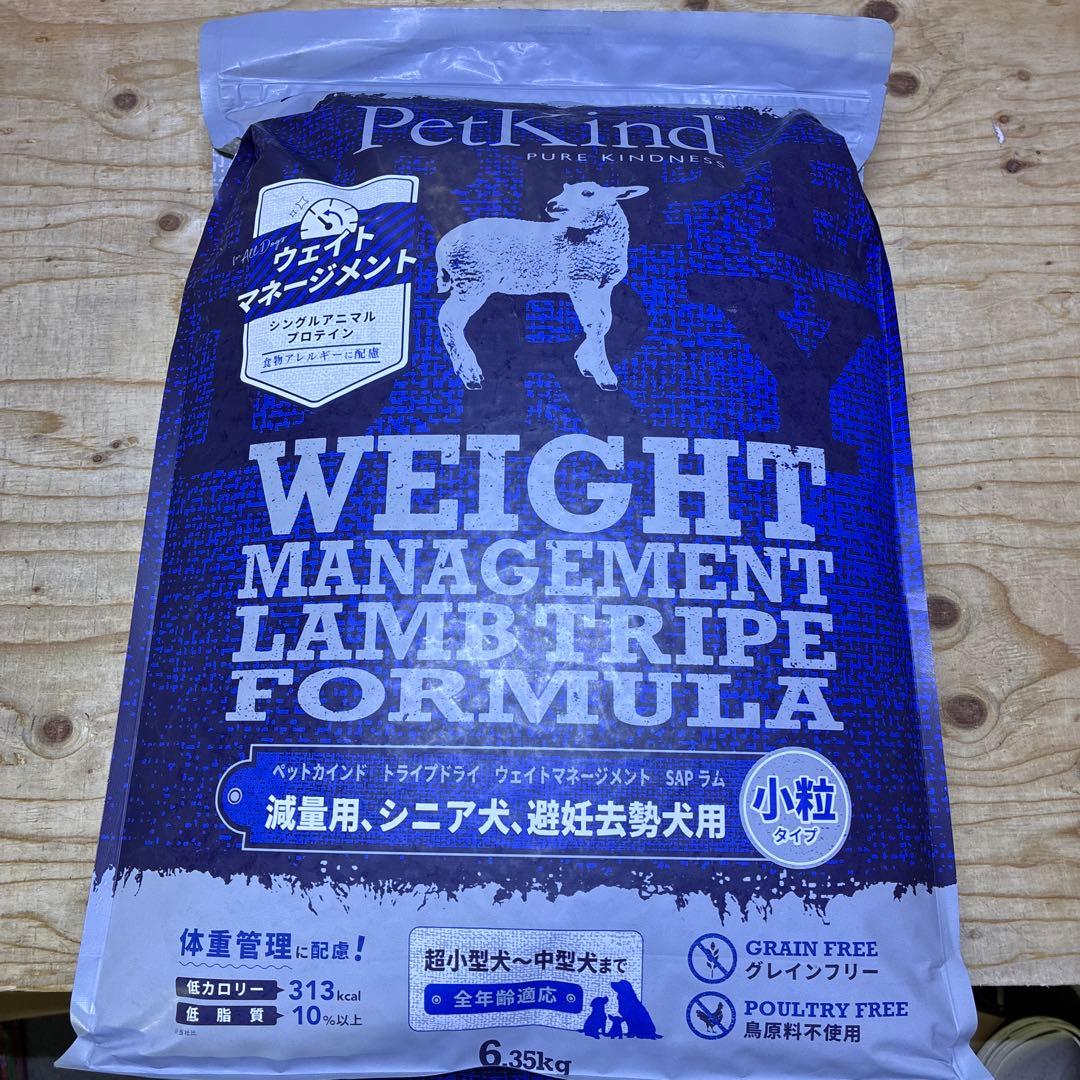 PetKind®
PURE KINDNESS
For All Dogs
ウェイト
マネージメント
シングルアニマル
プロテイン
食物アレルギーに配慮
WEIGHT
MANAGEMENT
LAMB TRIPE
FORMULA
ペットカインド トライプドライ ウェイトマネージメント SAP ラム
減量用、シニア犬、避妊去勢犬用
小粒
タイプ
体重管理に配慮!
低カロリー 313kcal
低脂質 10%以上
※当社比
超小型犬〜中型犬まで
全年齢適応
GRAIN FREE
グレインフリー
POULTRY FREE
鳥原料不使用
6.35kg